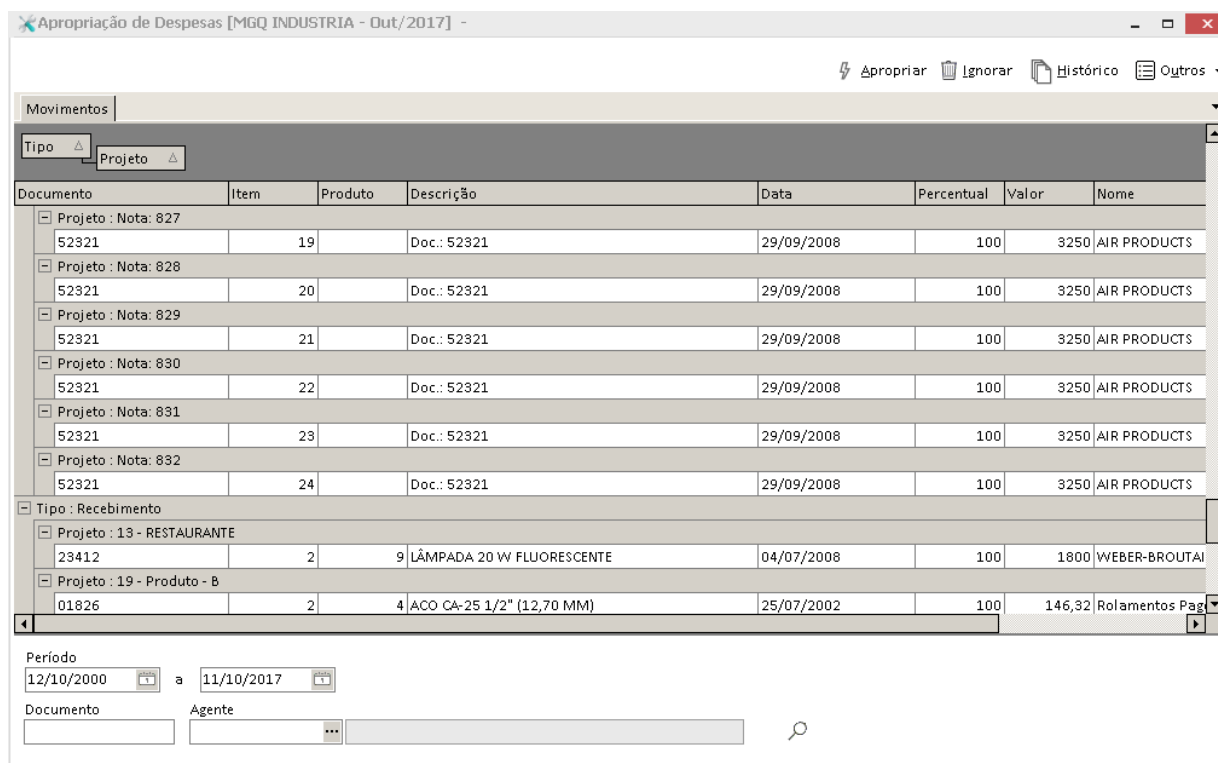 Apropriação de Despesas [MGQ INDUSTRIA - Out/2017]  -
Apropriar Ignorar Histórico Outros
Movimentos
Tipo
Projeto
Documento Item Produto Descrição Data Percentual Valor Nome
Projeto : Nota: 827
52321 19 Doc.: 52321 29/09/2008 100 3250 AIR PRODUCTS
Projeto : Nota: 828
52321 20 Doc.: 52321 29/09/2008 100 3250 AIR PRODUCTS
Projeto : Nota: 829
52321 21 Doc.: 52321 29/09/2008 100 3250 AIR PRODUCTS
Projeto : Nota: 830
52321 22 Doc.: 52321 29/09/2008 100 3250 AIR PRODUCTS
Projeto : Nota: 831
52321 23 Doc.: 52321 29/09/2008 100 3250 AIR PRODUCTS
Projeto : Nota: 832
52321 24 Doc.: 52321 29/09/2008 100 3250 AIR PRODUCTS
Tipo : Recebimento
Projeto : 13 - RESTAURANTE
23412 2 9 LÂMPADA 20 W FLUORESCENTE 04/07/2008 100 1800 WEBER-BROUTA
Projeto : 19 - Produto - B
01826 2 4 ACO CA-25 1/2" (12,70 MM) 25/07/2002 100 146,32 Rolamentos Pag
Período
12/10/2000 a 11/10/2017
Documento Agente